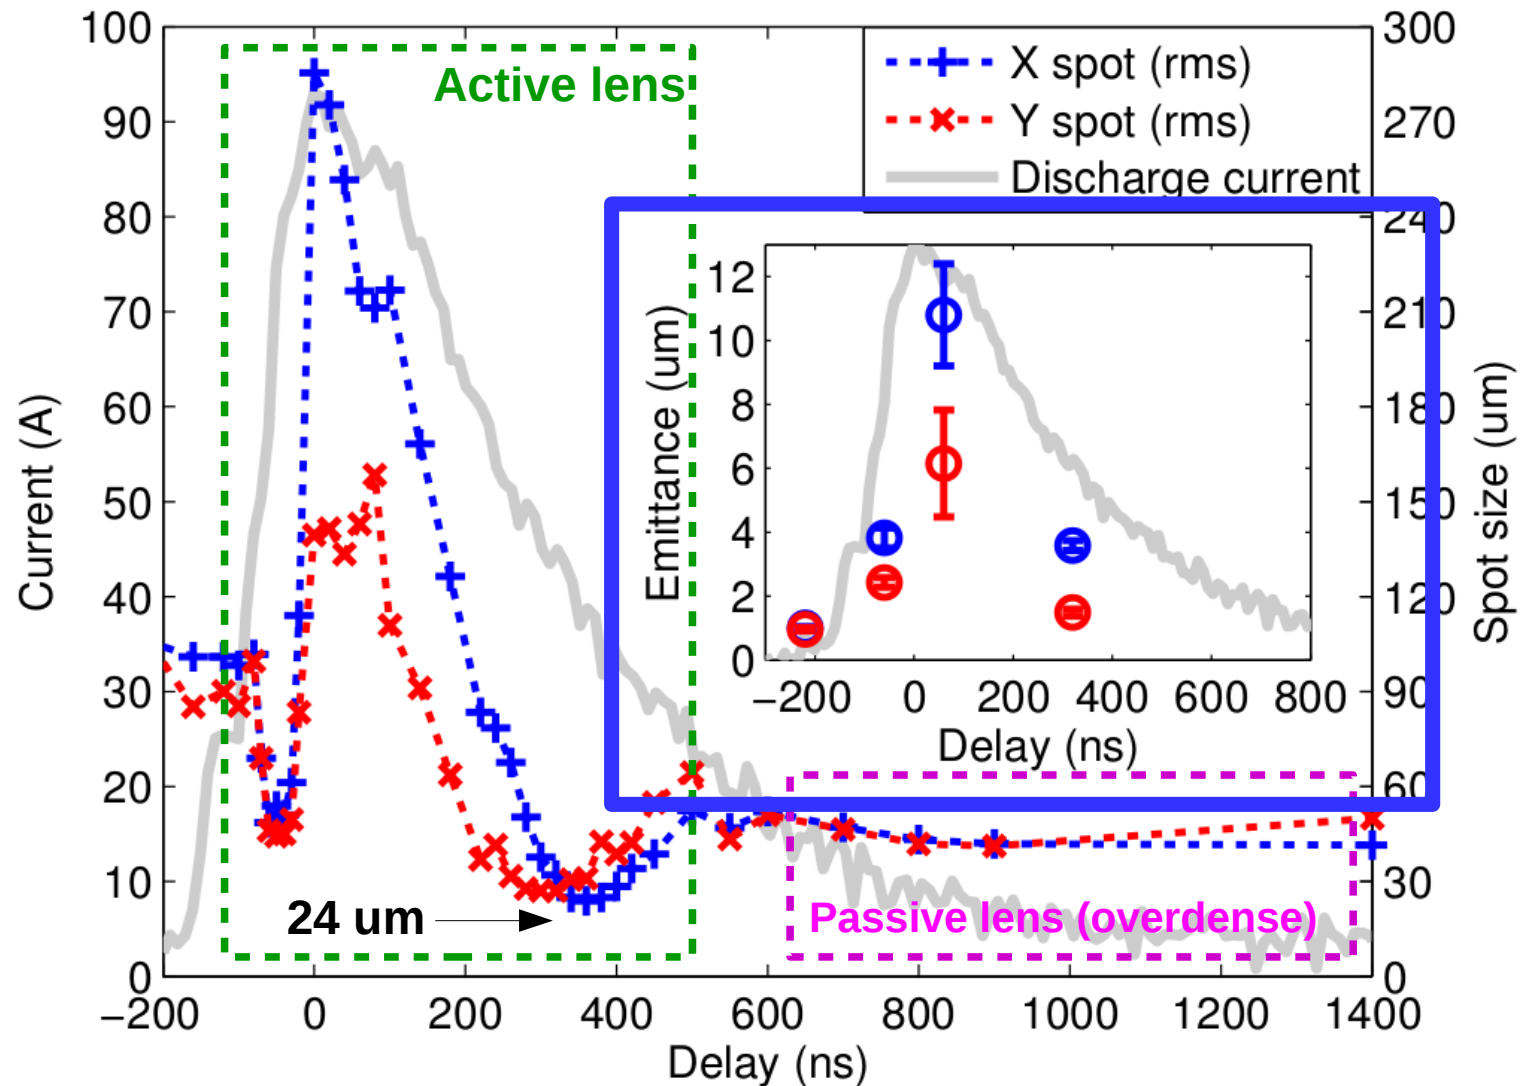 Active lens
X spot (rms)
Y spot (rms)
Discharge current
Current (A)
100
90
80
70
60
50
40
30
20
10
0
300
270
240
210
180
150
120
90
60
30
0
Spot size (um)
Emittance (um)
12
10
8
6
4
2
0
−200 0 200 400 600 800
Delay (ns)
24 um
Passive lens (overdense)
−200 0 200 400 600 800 1000 1200 1400
Delay (ns)